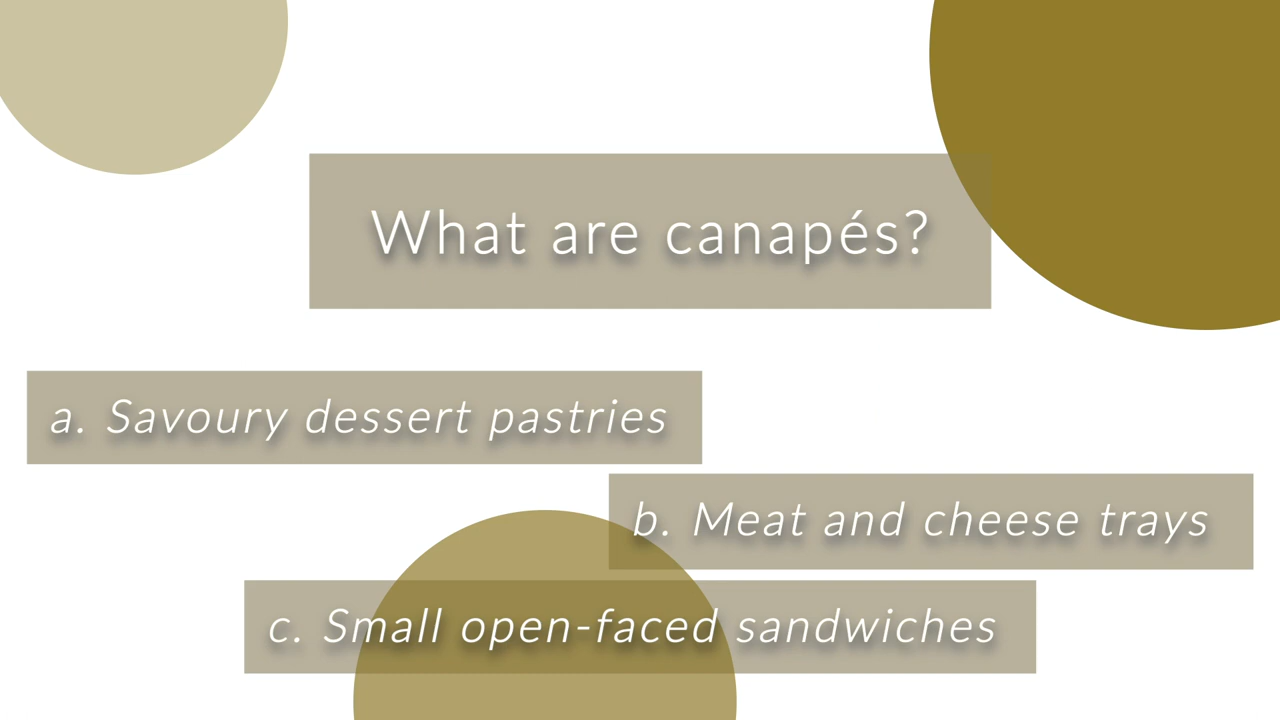 What are canapés?
a. Savoury dessert pastries
b. Meat and cheese trays
c. Small open-faced sandwiches